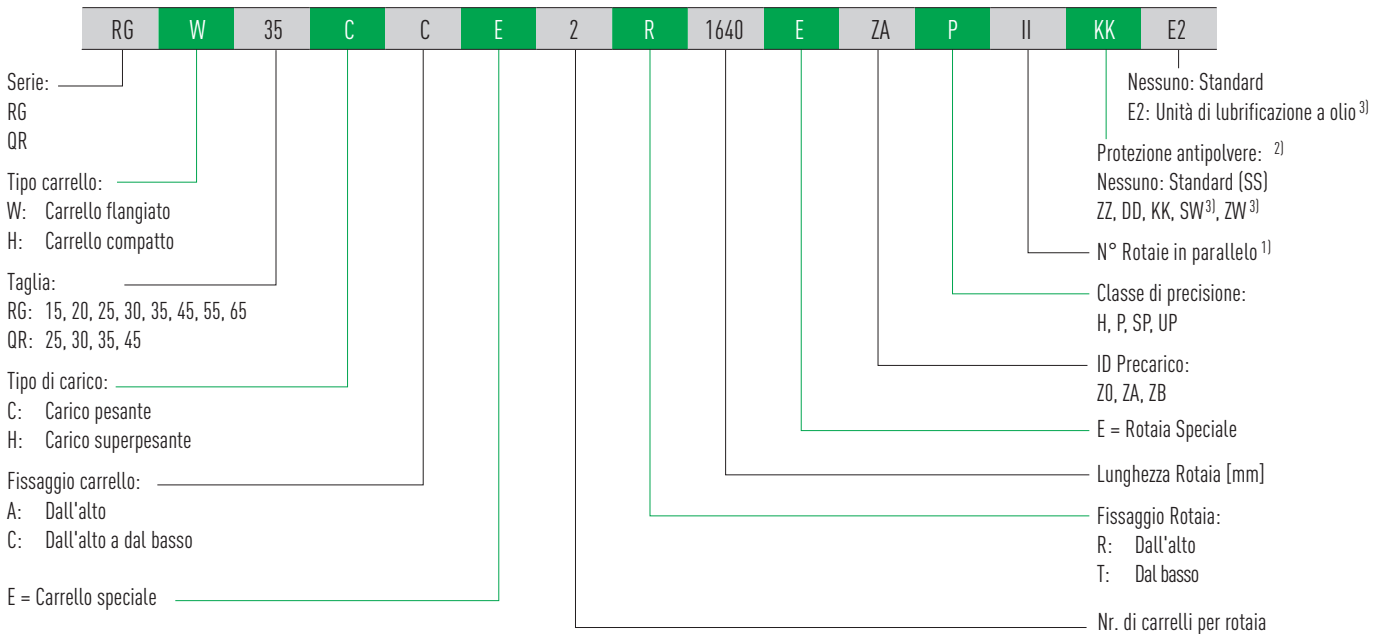 RG W 35 C C E 2 R 1640 E ZA P II KK E2
Serie:
RG
QR
Tipo carrello:
W: Carrello flangiato
H: Carrello compatto
Taglia:
RG: 15, 20, 25, 30, 35, 45, 55, 65
QR: 25, 30, 35, 45
Tipo di carico:
C: Carico pesante
H: Carico superpesante
Fissaggio carrello:
A: Dall'alto
C: Dall'alto a dal basso
E = Carrello speciale
Nessuno: Standard
E2: Unità di lubrificazione a olio 3)
Protezione antipolvere: 2)
Nessuno: Standard (SS)
ZZ, DD, KK, SW3), ZW3)
N° Rotaie in parallelo 1)
Classe di precisione:
H, P, SP, UP
ID Precarico:
Z0, ZA, ZB
E = Rotaia Speciale
Lunghezza Rotaia [mm]
Fissaggio Rotaia:
R: Dall'alto
T: Dal basso
Nr. di carrelli per rotaia